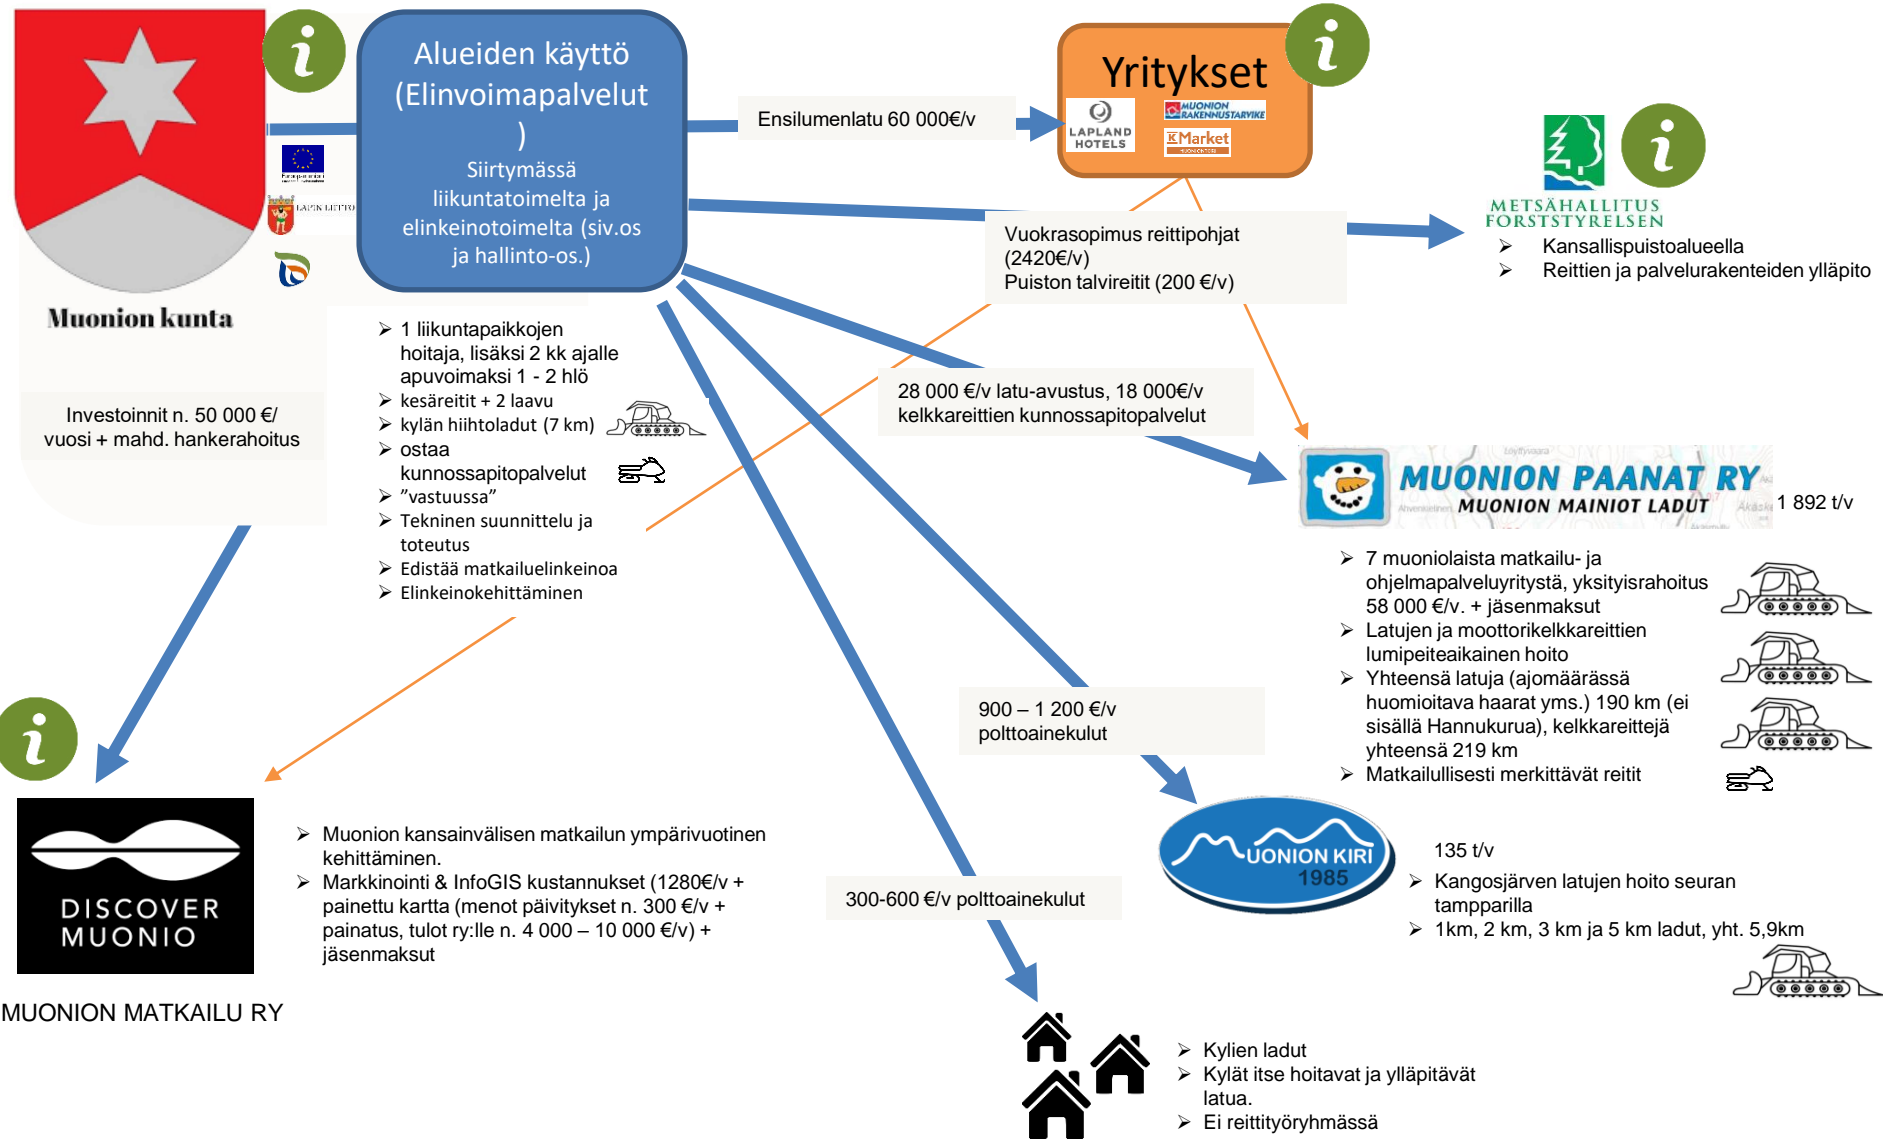 Muonion kunta
Investoinnit n. 50 000 €/
vuosi + mahd. hankerahoitus
LAPIN LIITTO
Alueiden käyttö
(Elinvoimapalvelut
)
Siirtymässä
liikuntatoimelta ja
elinkeinotoimelta (siv.os
ja hallinto-os.)
➢ 1 liikuntapaikkojen
hoitaja, lisäksi 2 kk ajalle
apuvoimaksi 1 - 2 hlö
➢ kesäreitit + 2 laavu
➢ kylän hiihtoladut (7 km)
➢ ostaa
kunnossapitopalvelut
➢ ”vastuussa”
➢ Tekninen suunnittelu ja
toteutus
➢ Edistää matkailuelinkeinoa
➢ Elinkeinokehittäminen
Ensilumenlatu 60 000€/v
Yritykset
LAPLAND
HOTELS
MUONION
RAKENNUSTARVIKE
KMarket
Vuokrasopimus reittipohjat
(2420€/v)
Puiston talvireitit (200 €/v)
METSÄHALLITUS
FORSTSTYRELSEN
➢ Kansallispuistoalueella
➢ Reittien ja palvelurakenteiden ylläpito
28 000 €/v latu-avustus, 18 000€/v
kelkkareittien kunnossapitopalvelut
MUONION PAANAT RY
MUONION MAINIOT LADUT
1 892 t/v
➢ 7 muoniolaista matkailu- ja
ohjelmapalveluyritystä, yksityisrahoitus
58 000 €/v. + jäsenmaksut
➢ Latujen ja moottorikelkkareittien
lumipeiteaikainen hoito
➢ Yhteensä latuja (ajomäärässä
huomioitava haarat yms.) 190 km (ei
sisällä Hannukurua), kelkkareittejä
yhteensä 219 km
➢ Matkailullisesti merkittävät reitit
900 – 1 200 €/v
polttoainekulut
MUONION KIRI
1985
135 t/v
➢ Kangosjärven latujen hoito seuran
tampparilla
➢ 1km, 2 km, 3 km ja 5 km ladut, yht. 5,9km
300-600 €/v polttoainekulut
➢ Kylien ladut
➢ Kylät itse hoitavat ja ylläpitävät
latua.
➢ Ei reittityöryhmässä
DISCOVER
MUONIO
MUONION MATKAILU RY
➢ Muonion kansainvälisen matkailun ympärivuotinen
kehittäminen.
➢ Markkinointi & InfoGIS kustannukset (1280€/v +
painettu kartta (menot päivitykset n. 300 €/v +
painatus, tulot ry:lle n. 4 000 – 10 000 €/v) +
jäsenmaksut